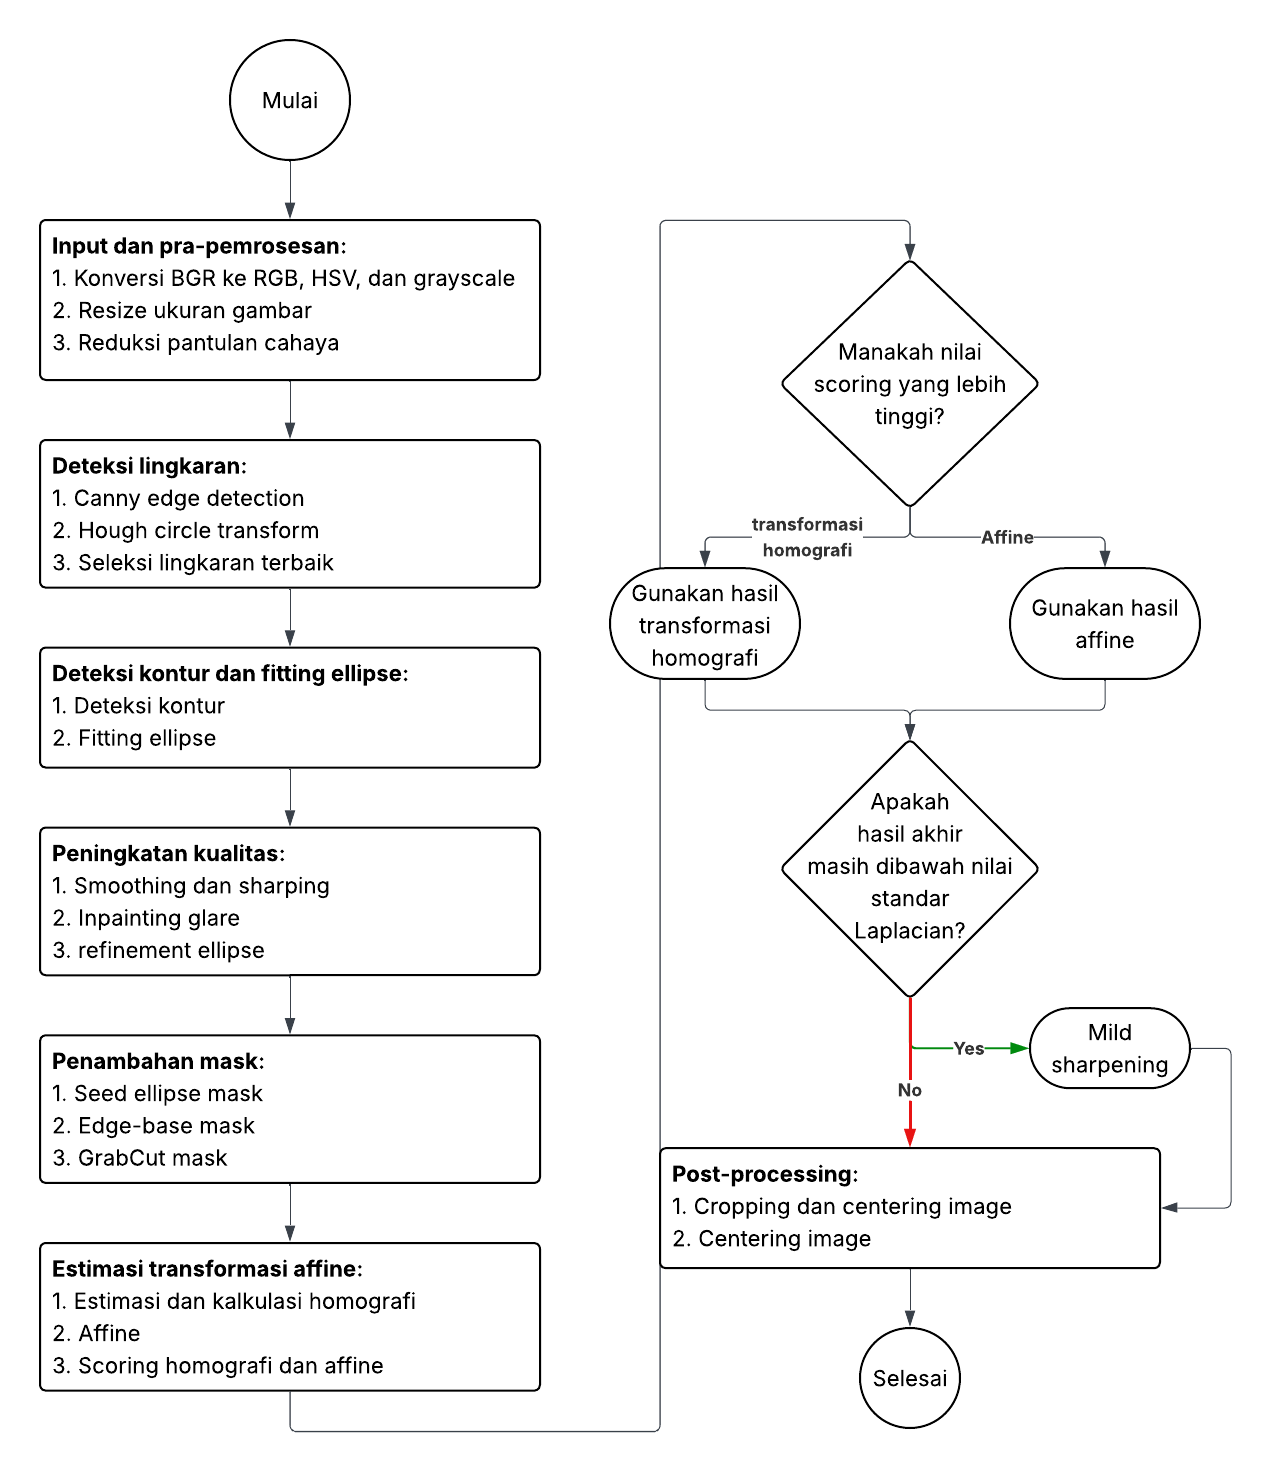 Mulai
Input dan pra-pemrosesan:
1. Konversi BGR ke RGB, HSV, dan grayscale
2. Resize ukuran gambar
3. Reduksi pantulan cahaya
Deteksi lingkaran:
1. Canny edge detection
2. Hough circle transform
3. Seleksi lingkaran terbaik
Deteksi kontur dan fitting ellipse:
1. Deteksi kontur
2. Fitting ellipse
Peningkatan kualitas:
1. Smoothing dan sharping
2. Inpainting glare
3. refinement ellipse
Penambahan mask:
1. Seed ellipse mask
2. Edge-base mask
3. GrabCut mask
Estimasi transformasi affine:
1. Estimasi dan kalkulasi homografi
2. Affine
3. Scoring homografi dan affine
Manakah nilai
scoring yang lebih
tinggi?
transformasi
homografi
Affine
Gunakan hasil
transformasi
homografi
Gunakan hasil
affine
Apakah
hasil akhir
masih dibawah nilai
standar
Laplacian?
Yes
Mild
sharpening
No
Post-processing:
1. Cropping dan centering image
2. Centering image
Selesai